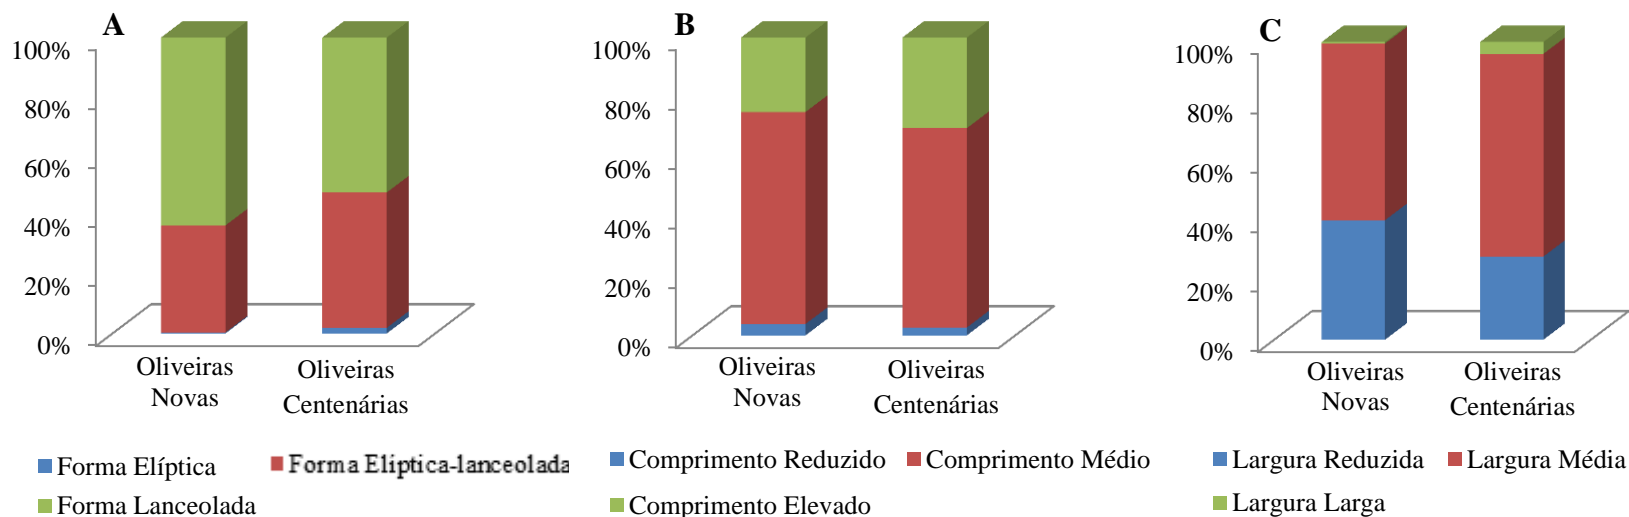 A
100%
80%
60%
40%
20%
0%
Oliveiras
Novas
Oliveiras
Centenárias
Forma Elíptica
Forma Elíptica-lanceolada
Forma Lanceolada
B
100%
80%
60%
40%
20%
0%
Oliveiras
Novas
Oliveiras
Centenárias
Comprimento Reduzido
Comprimento Médio
Comprimento Elevado
C
100%
80%
60%
40%
20%
0%
Oliveiras
Novas
Oliveiras
Centenárias
Largura Reduzida
Largura Média
Largura Larga